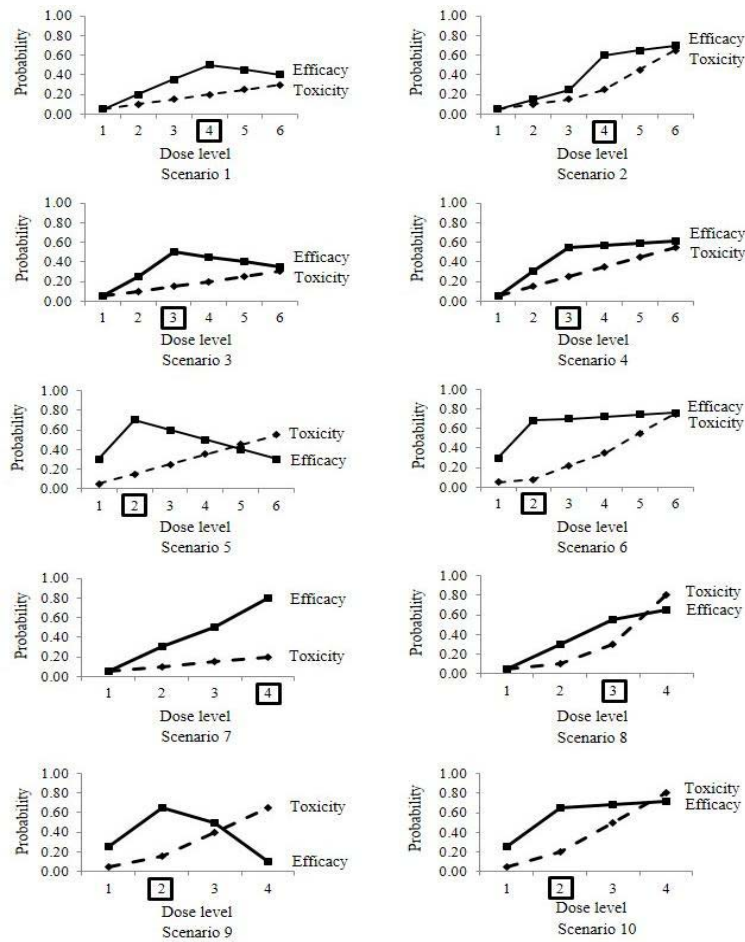 Probability
1.00
0.80
0.60
0.40
0.20
0.00
Efficacy
Toxicity
1 2 3 4 5 6
Dose level
Scenario 1
Probability
1.00
0.80
0.60
0.40
0.20
0.00
Efficacy
Toxicity
1 2 3 4 5 6
Dose level
Scenario 2
Probability
1.00
0.80
0.60
0.40
0.20
0.00
Efficacy
Toxicity
1 2 3 4 5 6
Dose level
Scenario 3
Probability
1.00
0.80
0.60
0.40
0.20
0.00
Efficacy
Toxicity
1 2 3 4 5 6
Dose level
Scenario 4
Probability
1.00
0.80
0.60
0.40
0.20
0.00
Toxicity
Efficacy
1 2 3 4 5 6
Dose level
Scenario 5
Probability
1.00
0.80
0.60
0.40
0.20
0.00
Efficacy
Toxicity
1 2 3 4 5 6
Dose level
Scenario 6
Probability
1.00
0.80
0.60
0.40
0.20
0.00
Efficacy
Toxicity
1 2 3 4
Dose level
Scenario 7
Probability
1.00
0.80
0.60
0.40
0.20
0.00
Toxicity
Efficacy
1 2 3 4
Dose level
Scenario 8
Probability
1.00
0.80
0.60
0.40
0.20
0.00
Toxicity
Efficacy
1 2 3 4
Dose level
Scenario 9
Probability
1.00
0.80
0.60
0.40
0.20
0.00
Toxicity
Efficacy
1 2 3 4
Dose level
Scenario 10